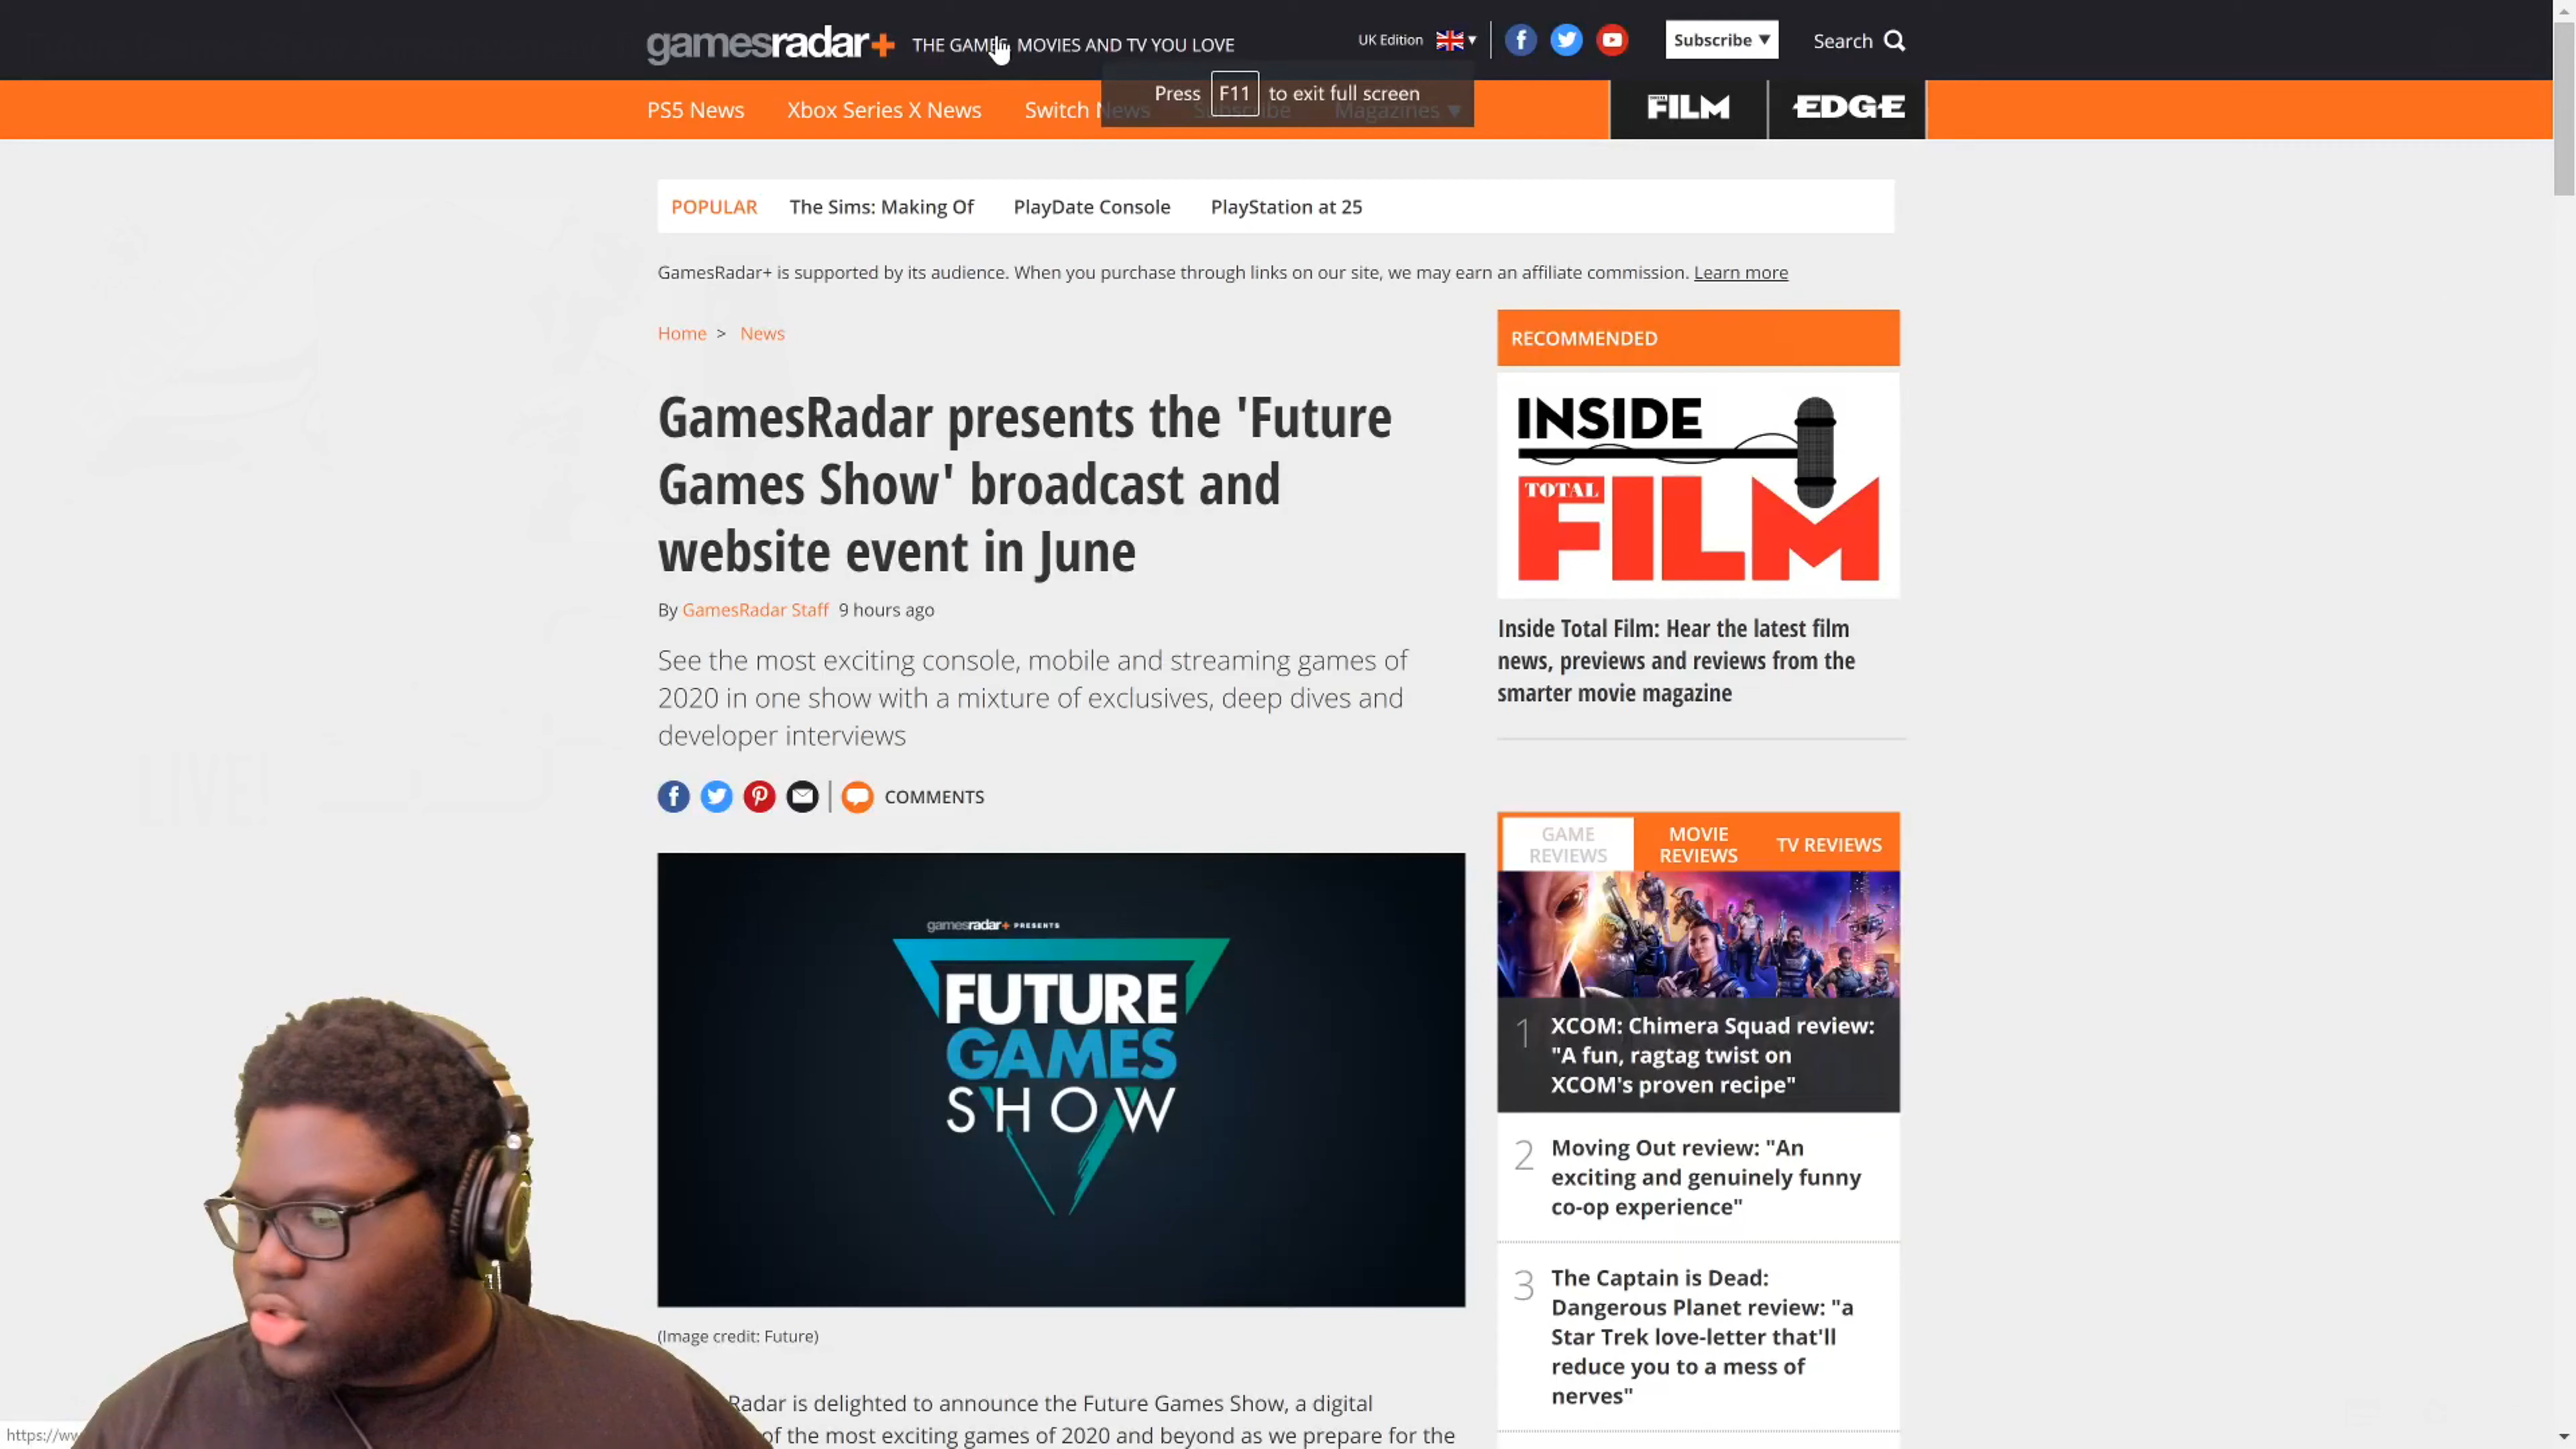 gamesradar+ THE GAMES, MOVIES AND TV YOU LOVE
UK Edition
Subscribe ▼
Search
Press F11 to exit full screen
PS5 News
Xbox Series X News
Switch News
Subscribe
Magazines ▼
FILM
EDGE
POPULAR
The Sims: Making Of
PlayDate Console
PlayStation at 25
GamesRadar+ is supported by its audience. When you purchase through links on our site, we may earn an affiliate commission. Learn more
Home > News
GamesRadar presents the 'Future
Games Show' broadcast and
website event in June
By GamesRadar Staff 9 hours ago
See the most exciting console, mobile and streaming games of
2020 in one show with a mixture of exclusives, deep dives and
developer interviews
COMMENTS
gamesradar+ PRESENTS
FUTURE
GAMES
SHOW
(Image credit: Future)
Radar is delighted to announce the Future Games Show, a digital
of the most exciting games of 2020 and beyond as we prepare for the
RECOMMENDED
INSIDE
TOTAL
FILM
Inside Total Film: Hear the latest film
news, previews and reviews from the
smarter movie magazine
GAME
REVIEWS
MOVIE
REVIEWS
TV REVIEWS
1 XCOM: Chimera Squad review:
"A fun, ragtag twist on
XCOM's proven recipe"
2 Moving Out review: "An
exciting and genuinely funny
co-op experience"
3 The Captain is Dead:
Dangerous Planet review: "a
Star Trek love-letter that'll
reduce you to a mess of
nerves"
LIVE!
https://ww